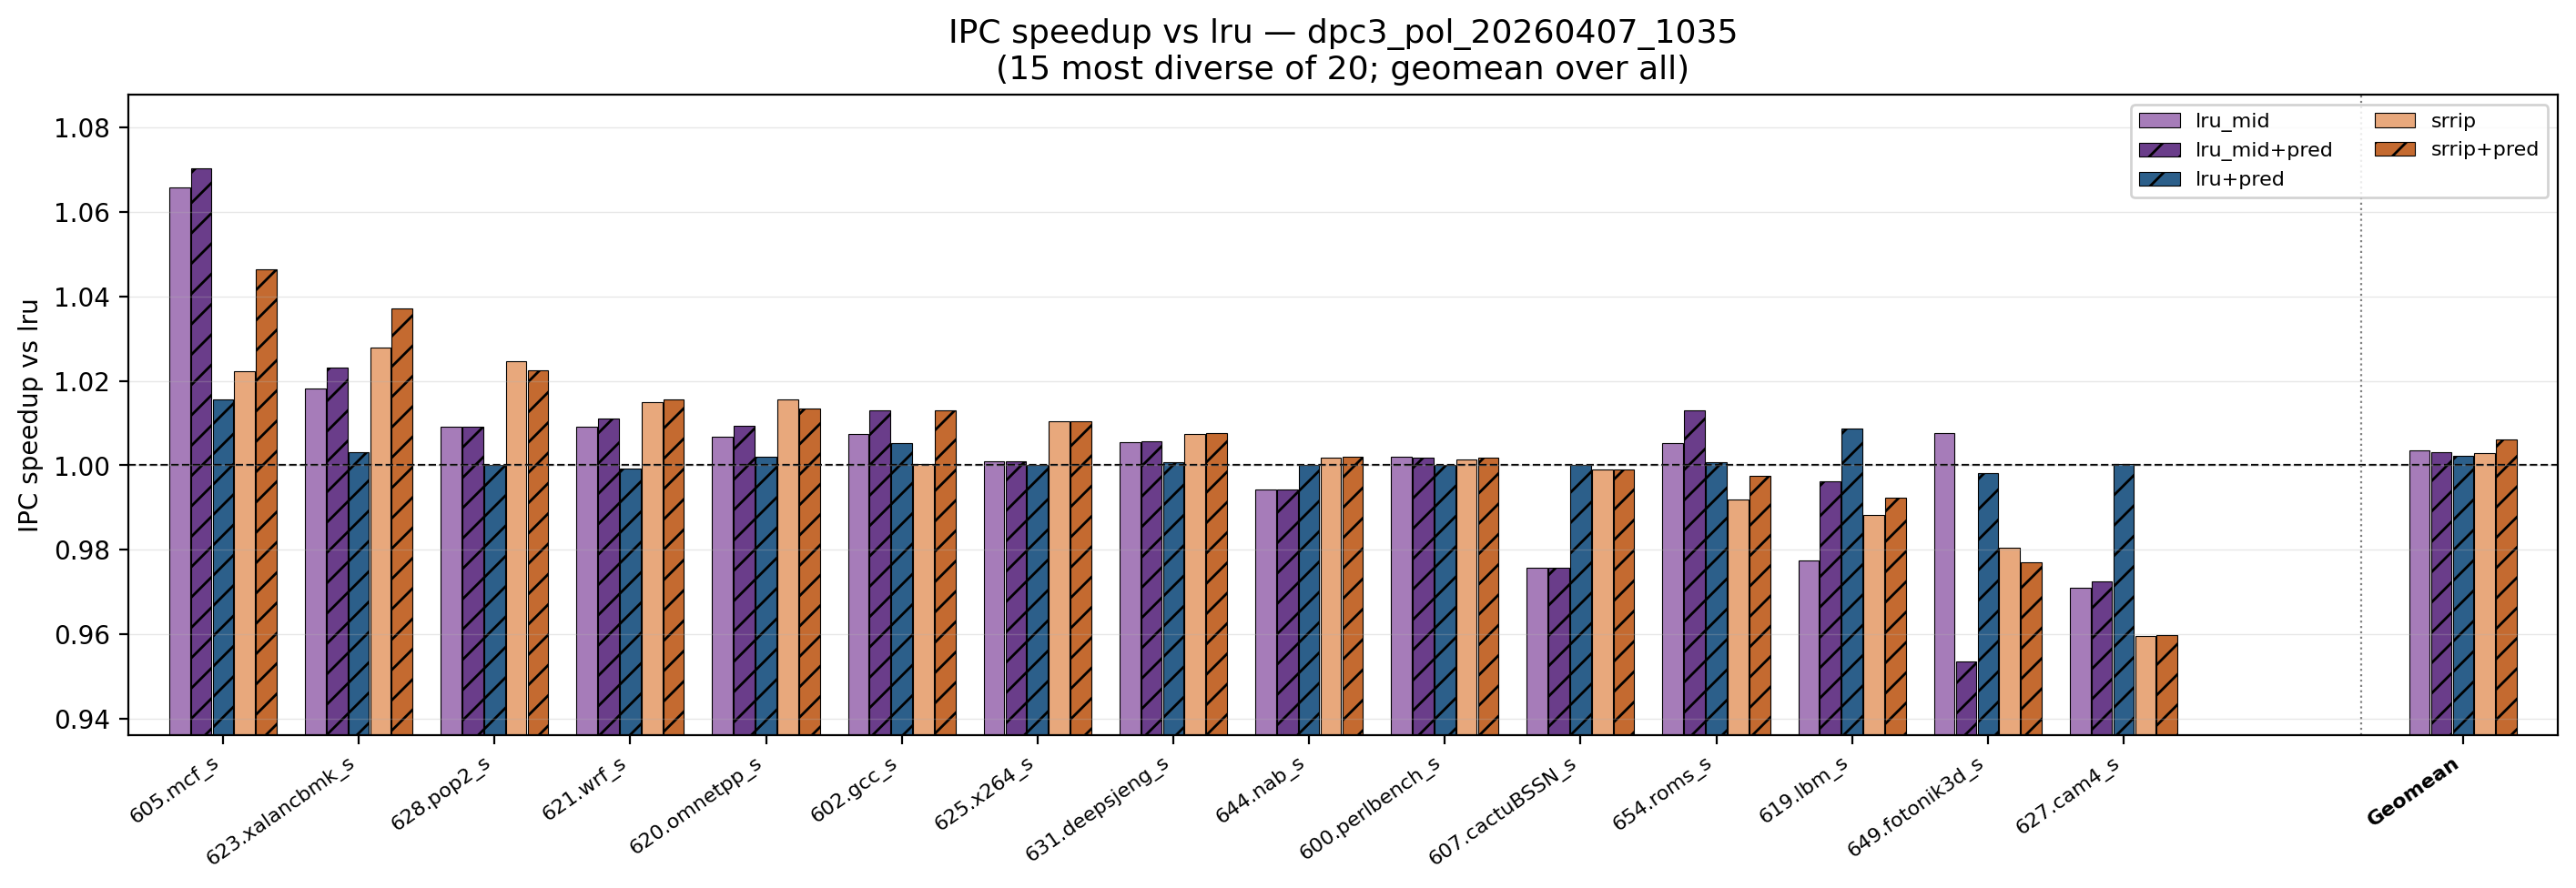 IPC speedup vs lru — dpc3_pol_20260407_1035
(15 most diverse of 20; geomean over all)
IPC speedup vs lru
1.08
1.06
1.04
1.02
1.00
0.98
0.96
0.94
lru_mid
lru_mid+pred
lru+pred
srrip
srrip+pred
605.mcf_s
623.xalancbmk_s
628.pop2_s
621.wrf_s
620.omnetpp_s
602.gcc_s
625.x264_s
631.deepsjeng_s
644.nab_s
600.perlbench_s
607.cactuBSSN_s
654.roms_s
619.lbm_s
649.fotonik3d_s
627.cam4_s
Geomean